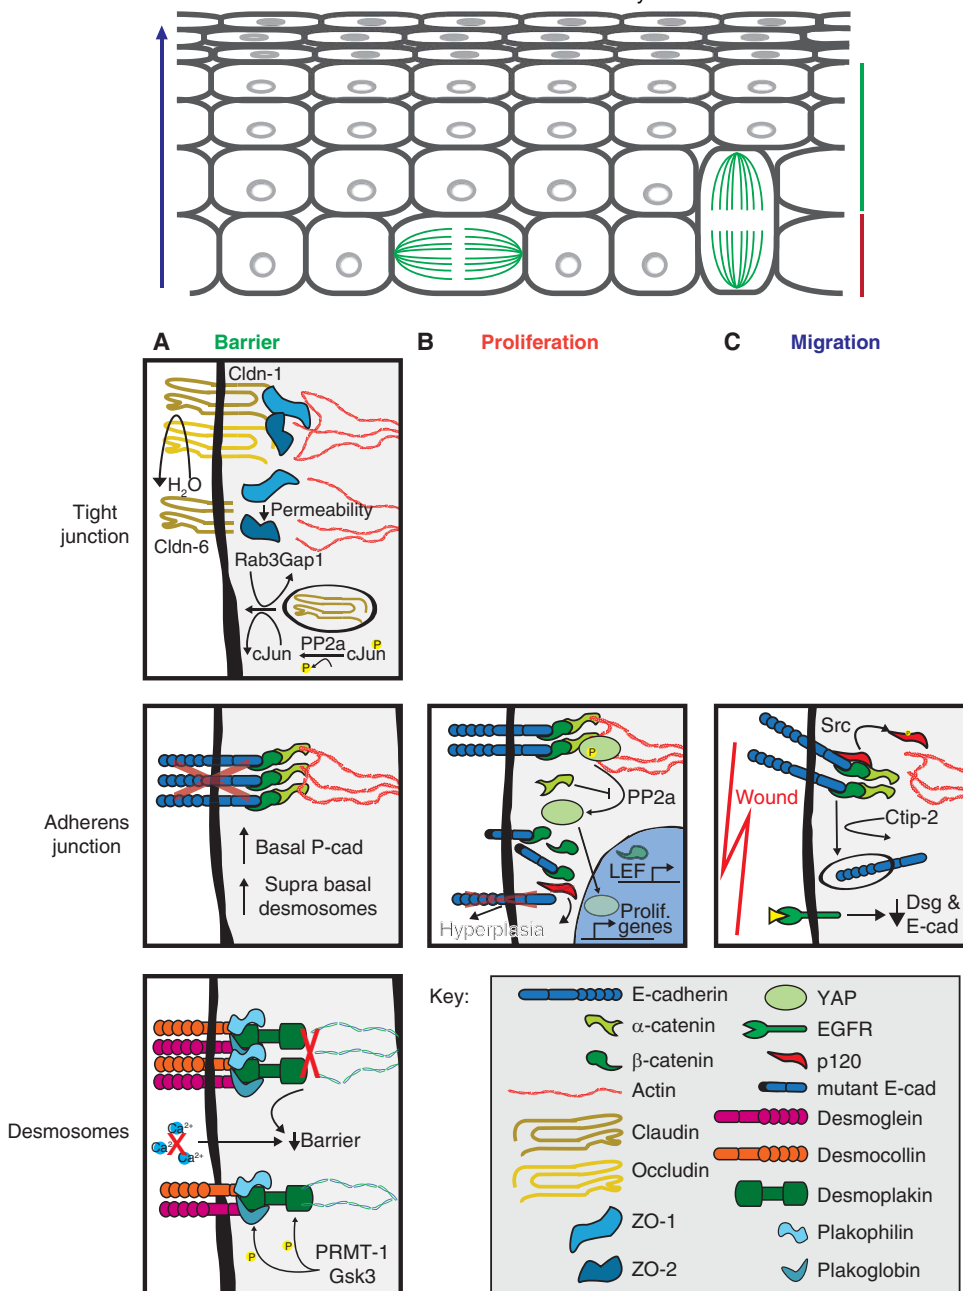 A Barrier
B Proliferation
C Migration
Tight
junction
Cldn-1
H2O
Permeability
Cldn-6
Rab3Gap1
PP2a
cJun
cJun
P
P
Adherens
junction
Basal P-cad
Supra basal
desmosomes
P
PP2a
LEF
Prolif.
genes
Hyperplasia
Src
Wound
Ctip-2
Dsg &
E-cad
Desmosomes
Ca2+
Ca2
Ca2+
Barrier
P
P
PRMT-1
Gsk3
Key:
E-cadherin
α-catenin
β-catenin
Actin
Claudin
Occludin
ZO-1
ZO-2
YAP
EGFR
p120
mutant E-cad
Desmoglein
Desmocollin
Desmoplakin
Plakophilin
Plakoglobin